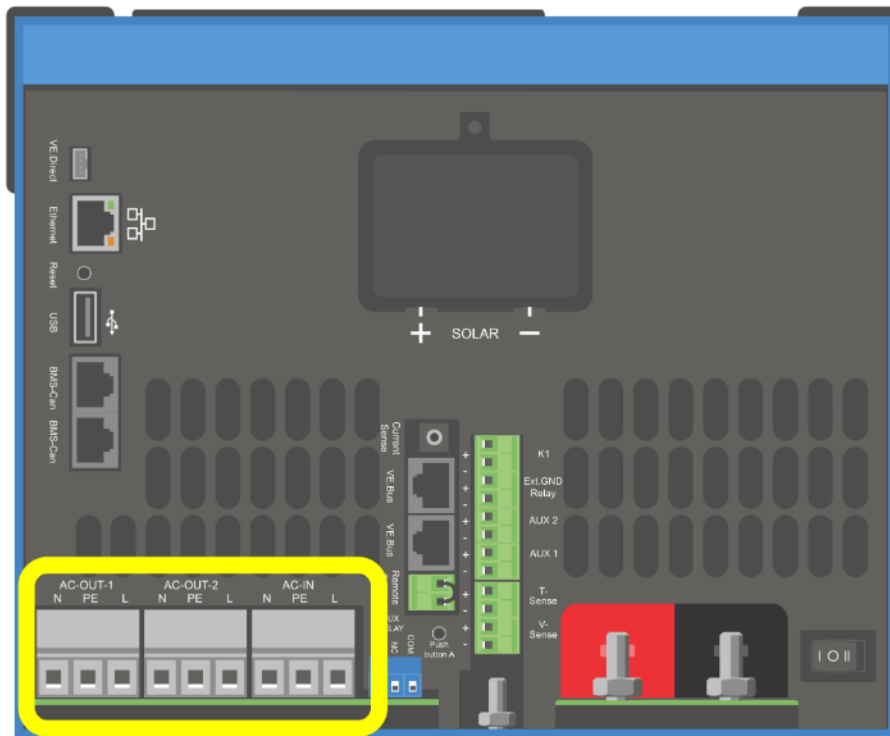 VE.Direct
Ethernet
Reset
USB
BMS-Can
BMS-Can
+ SOLAR −
Current
Sense
VE.Bus
VE.Bus
Remote
+
-
+
-
+
-
+
-
+
-
+
-
K1
Ext.GND
Relay
AUX 2
AUX 1
T-
Sense
V-
Sense
AC-OUT-1
N PE L
AC-OUT-2
N PE L
AC-IN
N PE L
NC
COM
Push
button A
I O II